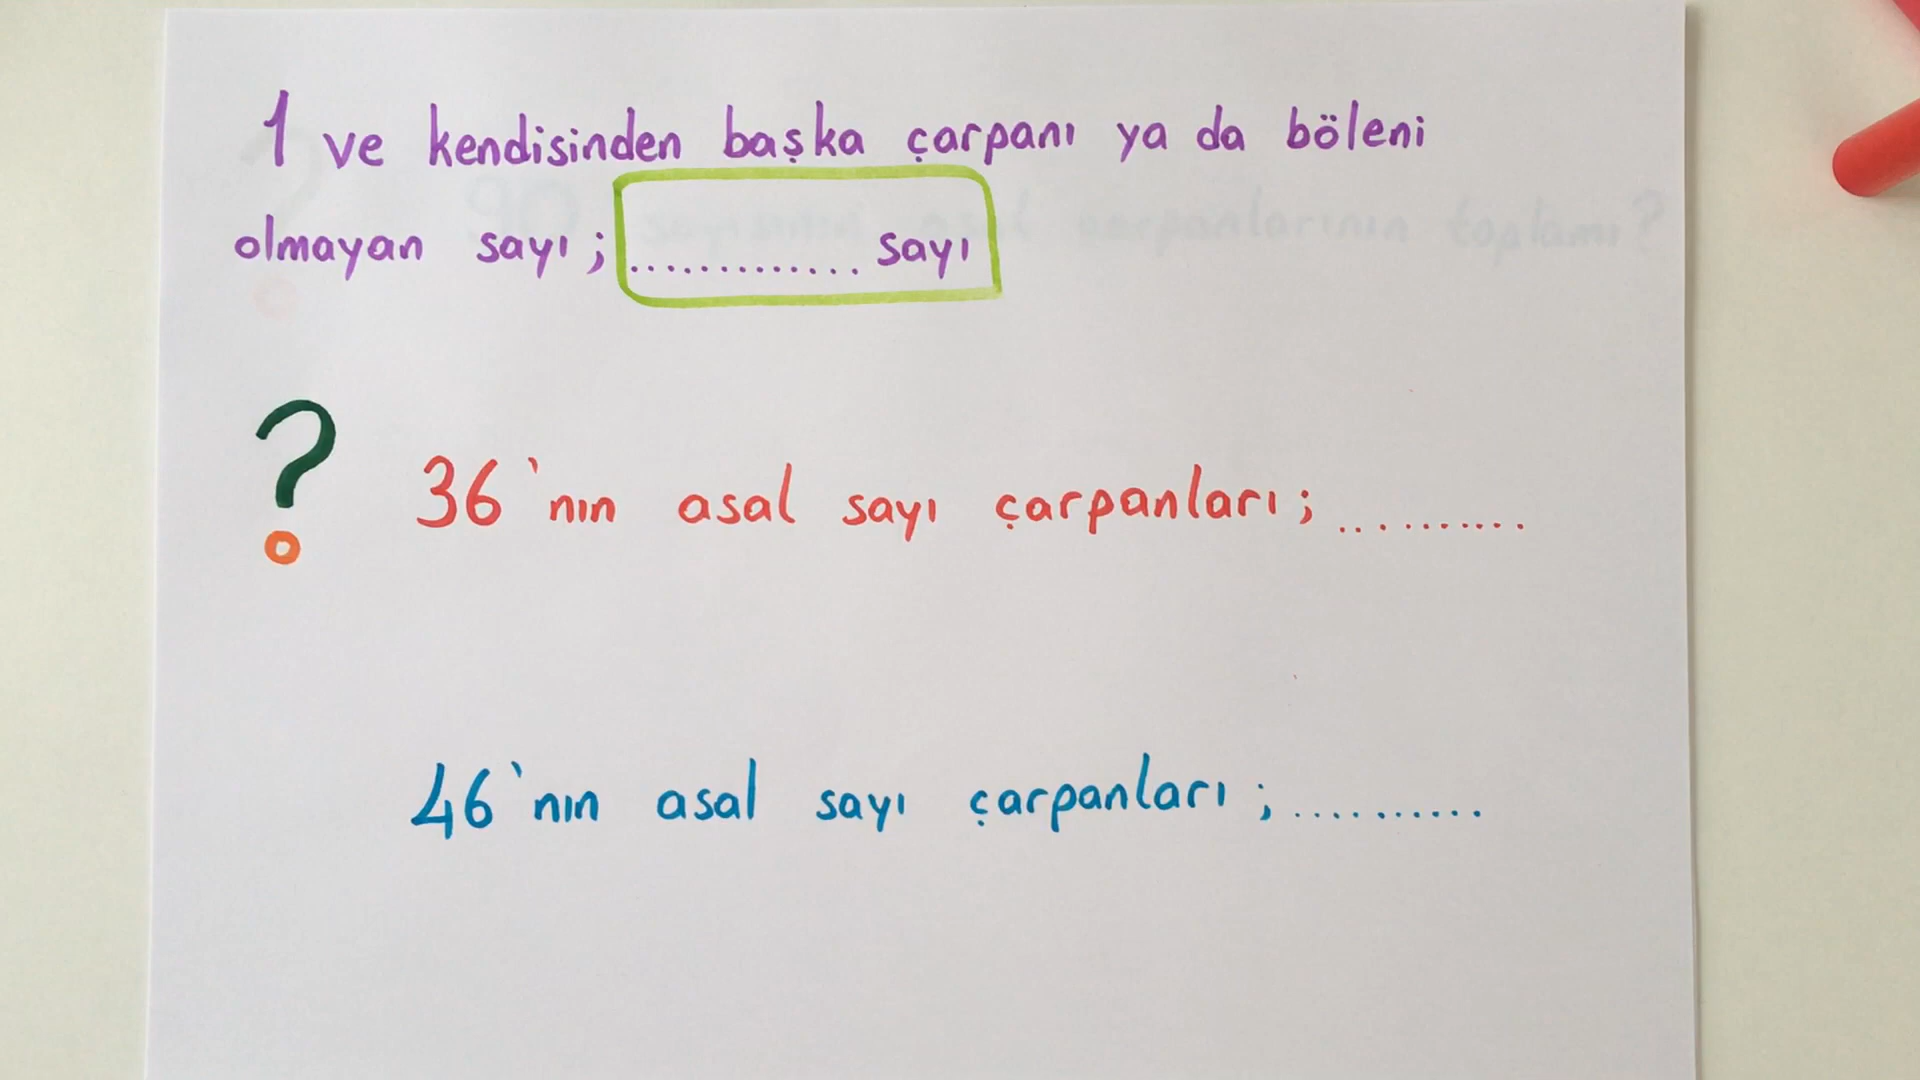 1 ve kendisinden başka çarpanı ya da böleni
olmayan sayı; ............. sayı
? 36'nın asal sayı çarpanları; ..........
46'nın asal sayı çarpanları; ..........